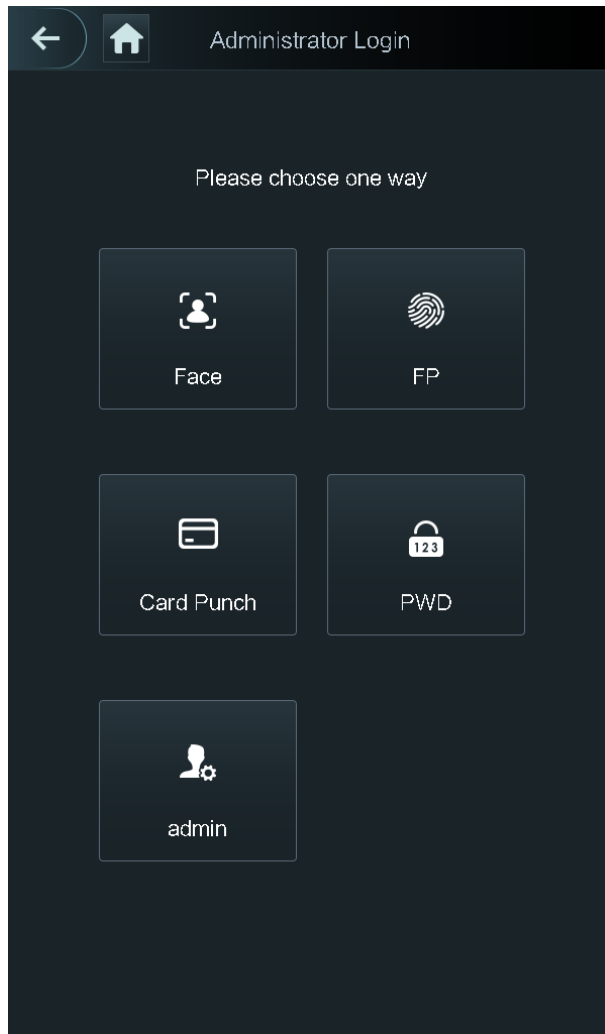 Administrator Login
Please choose one way
Face
FP
Card Punch
123
PWD
admin